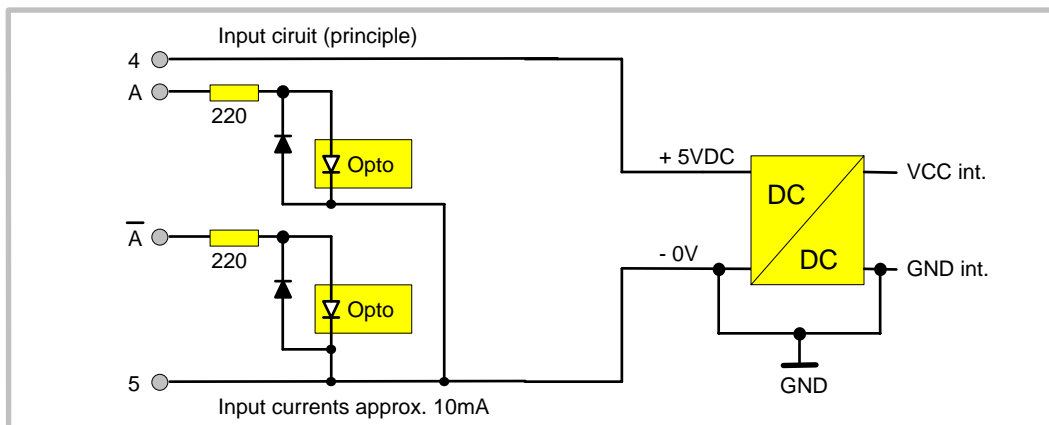 Input ciruit (principle)
4
A
220
Opto
+ 5VDC
DC
DC
VCC int.
A̅
220
Opto
- 0V
GND int.
5
GND
Input currents approx. 10mA